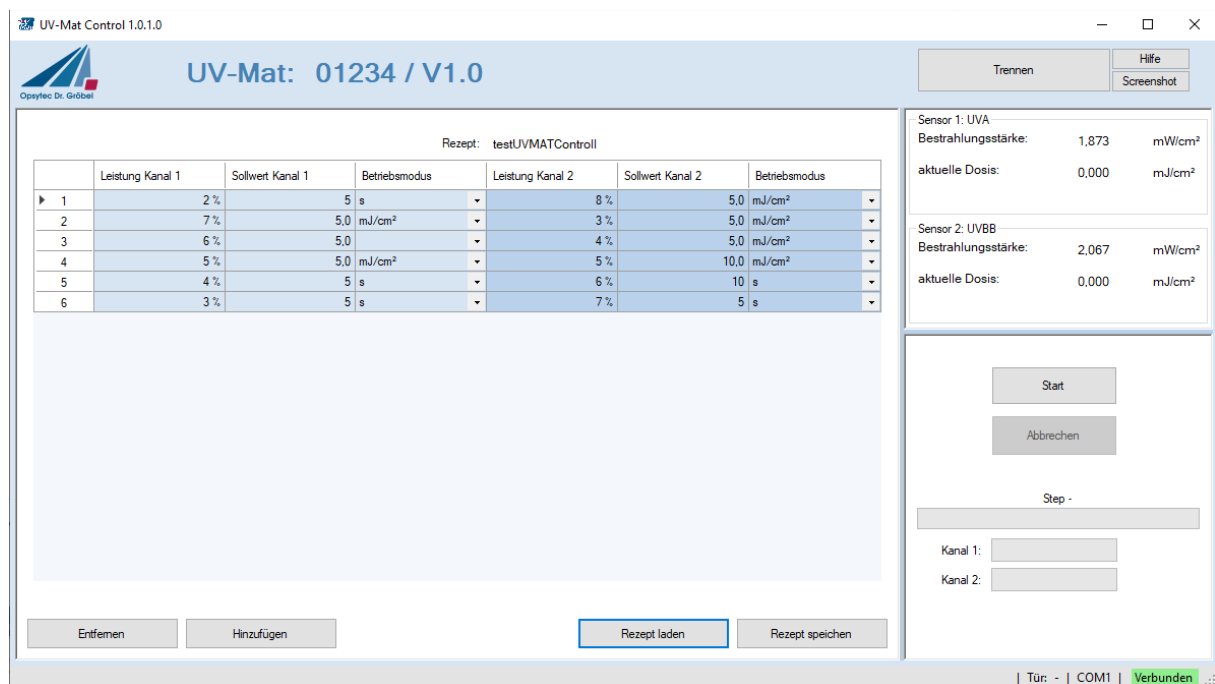 UV-Mat Control 1.0.1.0
Opsytec Dr. Gröbel
UV-Mat: 01234 / V1.0
Trennen
Hilfe
Screenshot
Rezept: testUVMATControll
Leistung Kanal 1 Sollwert Kanal 1 Betriebsmodus Leistung Kanal 2 Sollwert Kanal 2 Betriebsmodus
1 2 % 5 s 8 % 5,0 mJ/cm²
2 7 % 5,0 mJ/cm² 3 % 5,0 mJ/cm²
3 6 % 5,0 4 % 5,0 mJ/cm²
4 5 % 5,0 mJ/cm² 5 % 10,0 mJ/cm²
5 4 % 5 s 6 % 10 s
6 3 % 5 s 7 % 5 s
Entfernen
Hinzufügen
Rezept laden
Rezept speichen
Sensor 1: UVA
Bestrahlungsstärke: 1,873 mW/cm²
aktuelle Dosis: 0,000 mJ/cm²
Sensor 2: UVBB
Bestrahlungsstärke: 2,067 mW/cm²
aktuelle Dosis: 0,000 mJ/cm²
Start
Abbrechen
Step -
Kanal 1:
Kanal 2:
| Tür: - | COM1 | Verbunden